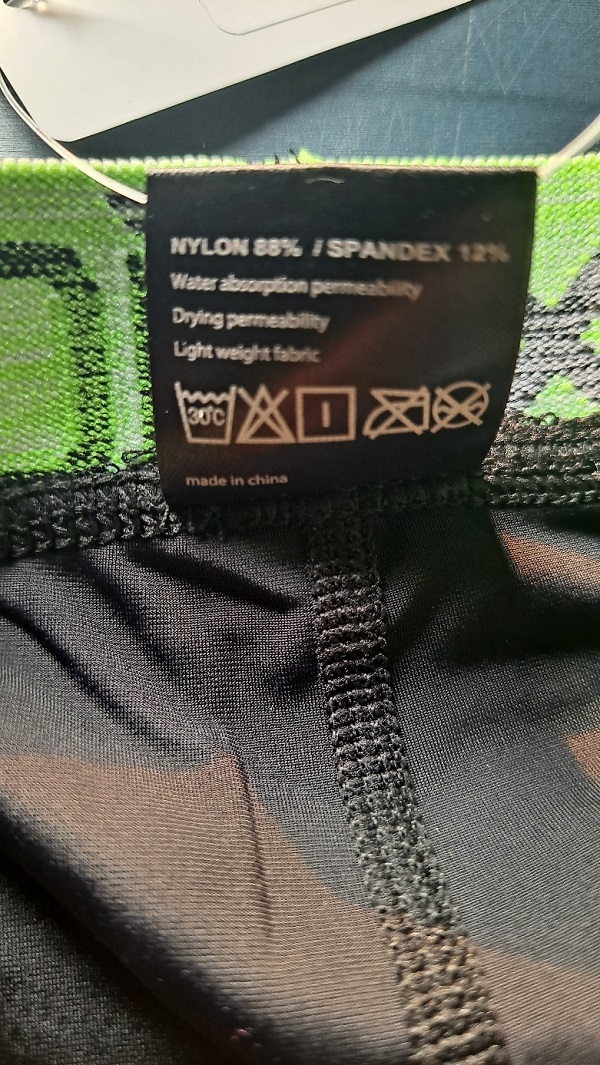 NYLON 88% / SPANDEX 12%
Water absorption permeability
Drying permeability
Light weight fabric
30°C
made in china